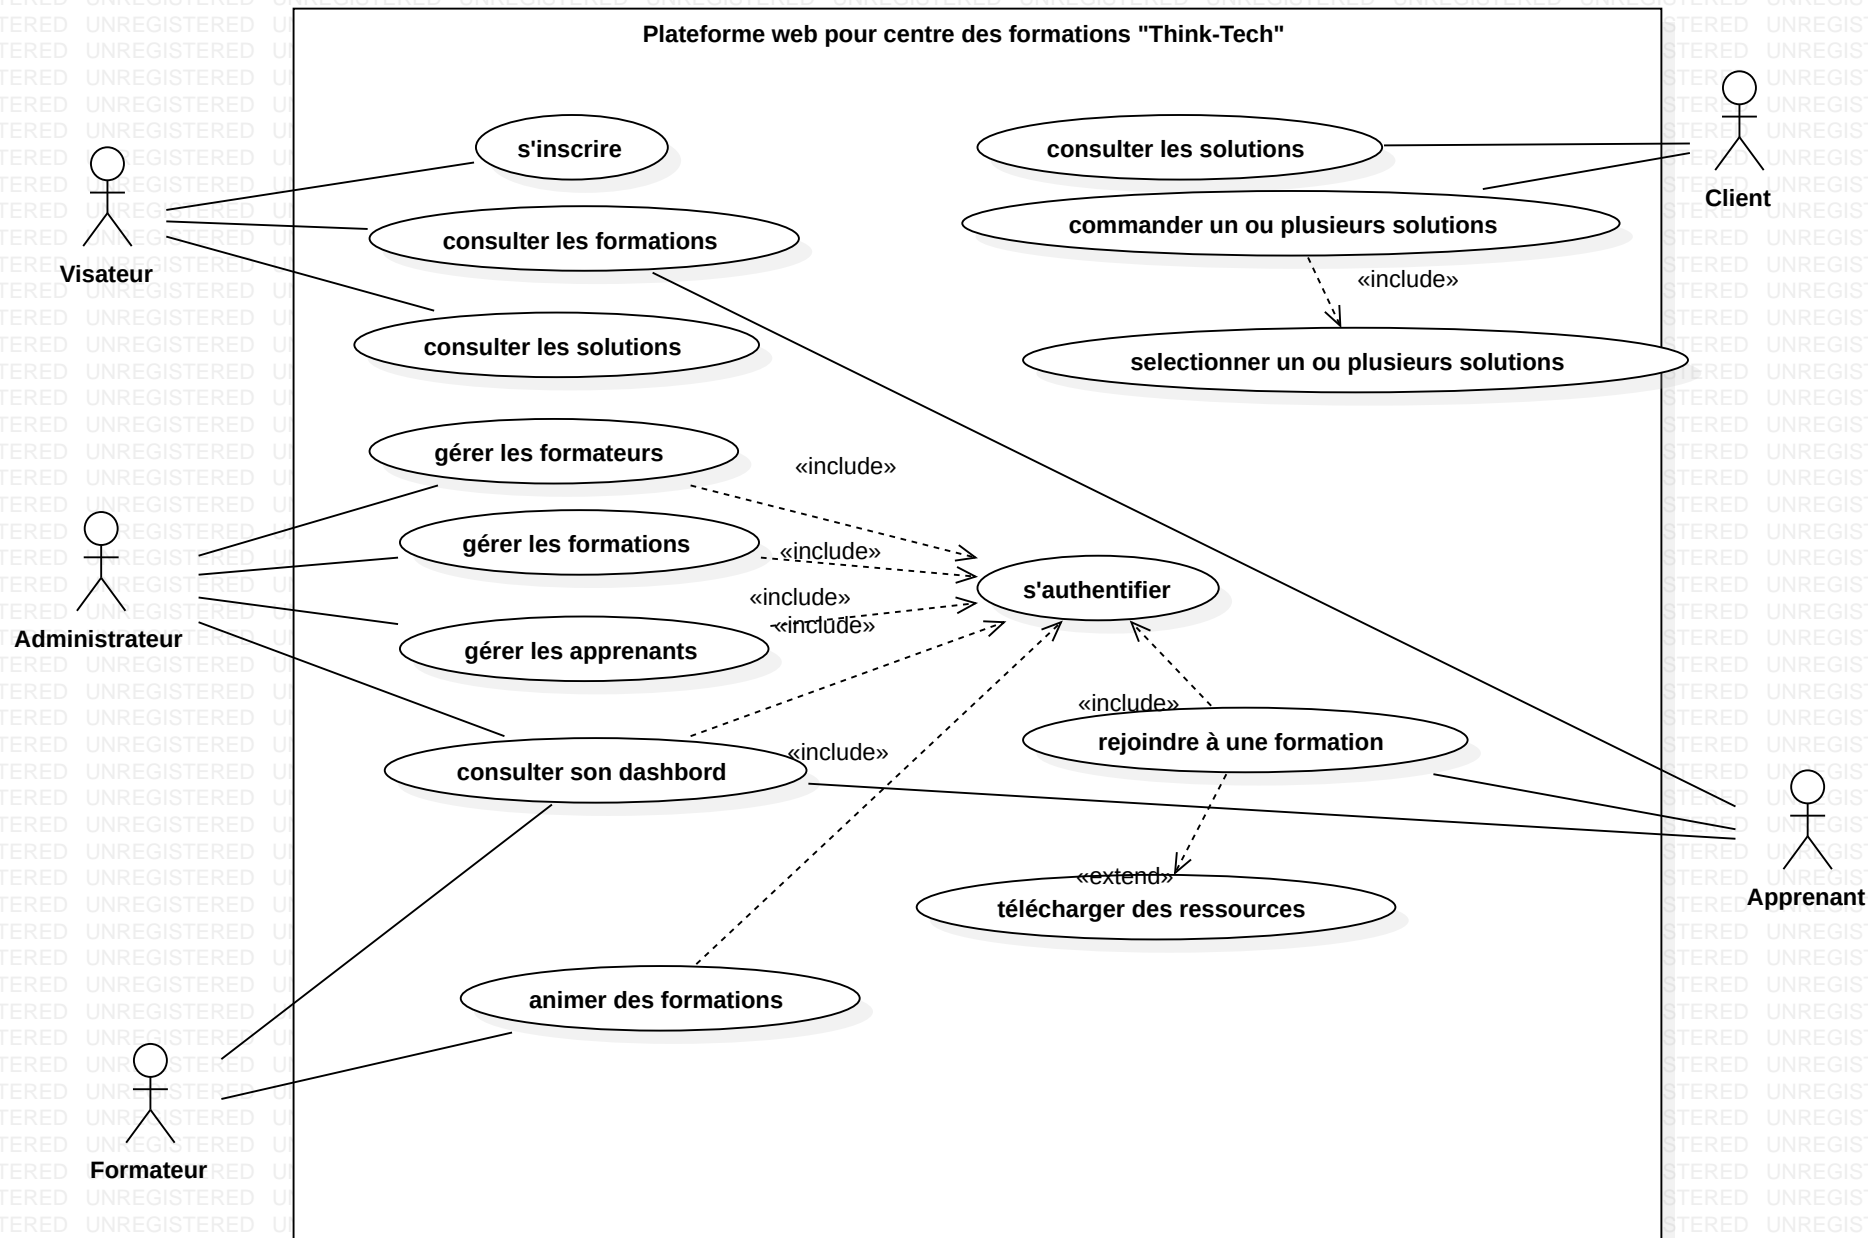 Plateforme web pour centre des formations "Think-Tech"
s'inscrire
consulter les solutions
Client
commander un ou plusieurs solutions
consulter les formations
Visateur
«include»
consulter les solutions
selectionner un ou plusieurs solutions
gérer les formateurs
«include»
gérer les formations
«include»
s'authentifier
«include»
«include»
Administrateur
gérer les apprenants
«include»
rejoindre à une formation
«include»
consulter son dashbord
«extend»
Apprenant
télécharger des ressources
animer des formations
Formateur
UNREGISTERED